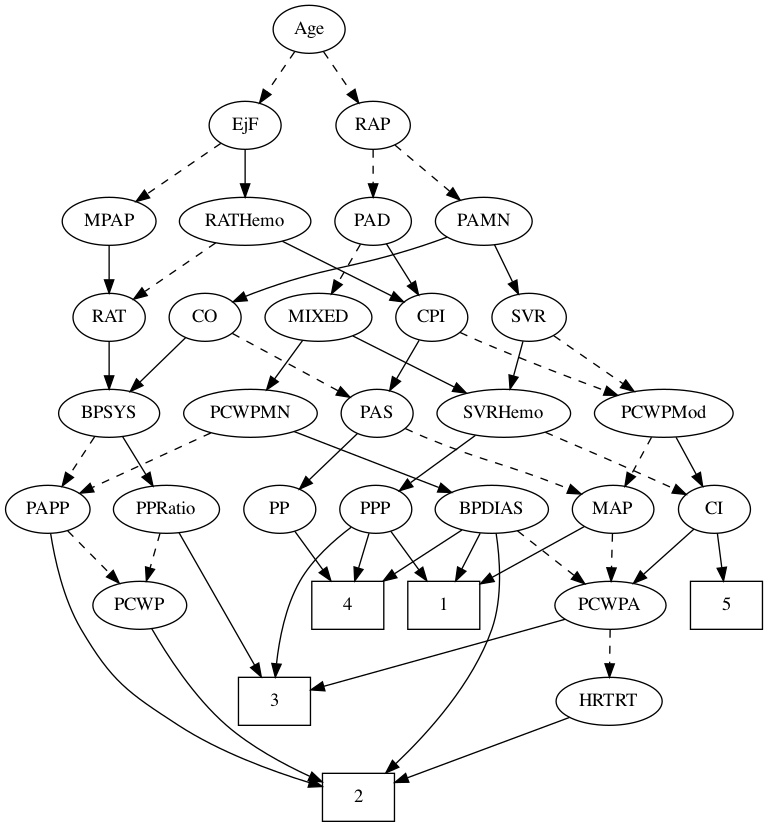 Age
EjF
RAP
MPAP
RATHemo
PAD
PAMN
RAT
CO
MIXED
CPI
SVR
BPSYS
PCWPMN
PAS
SVRHemo
PCWPMod
PAPP
PPRatio
PP
PPP
BPDIAS
MAP
CI
PCWP
4
1
PCWPA
5
3
HRTRT
2